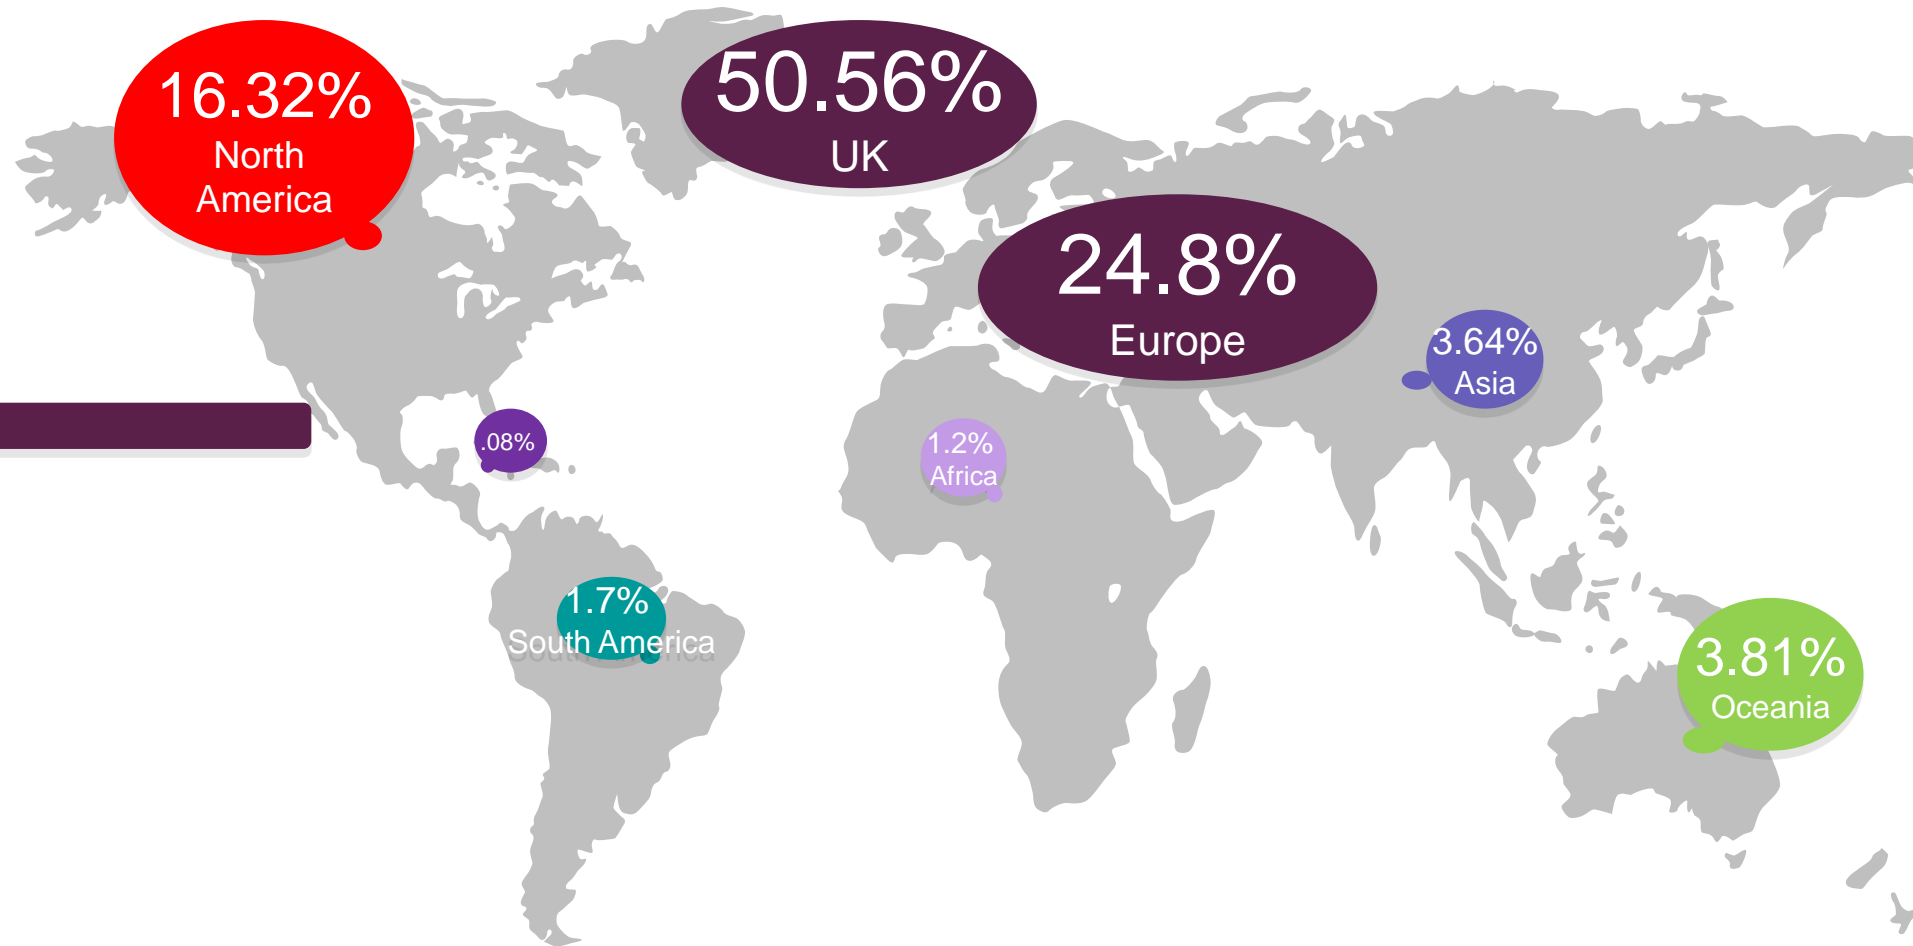 16.32%
North
America
50.56%
UK
24.8%
Europe
3.64%
Asia
.08%
1.2%
Africa
1.7%
South America
3.81%
Oceania